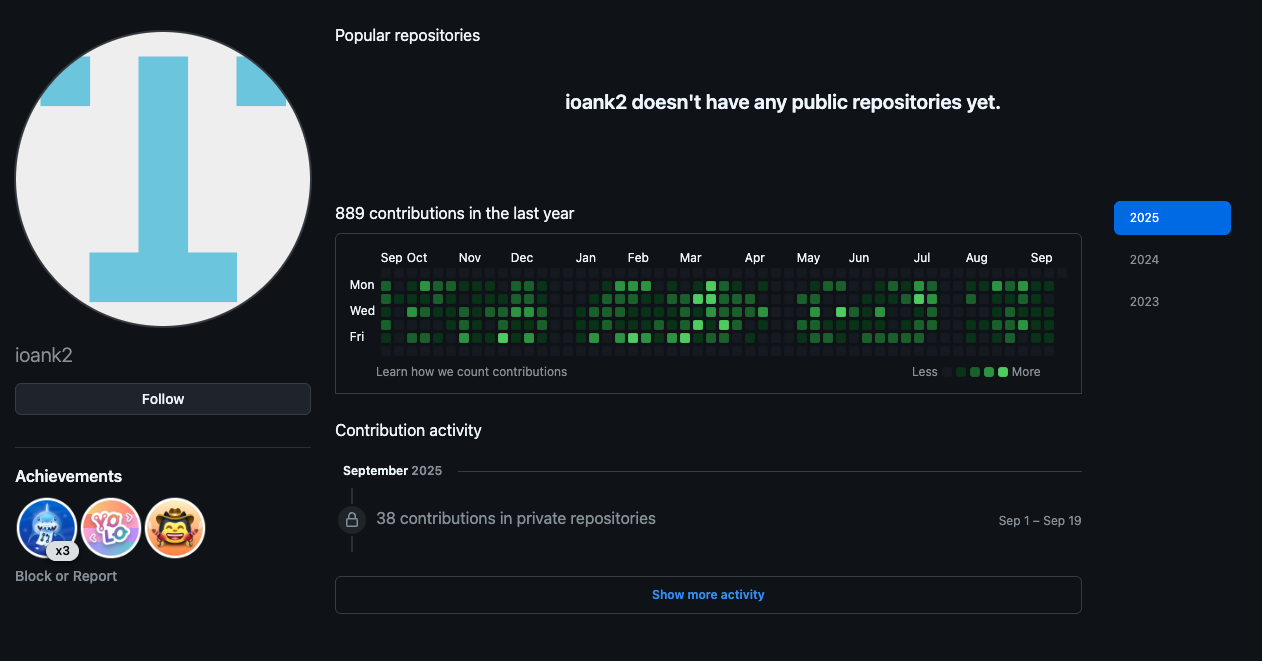 Popular repositories
ioank2 doesn't have any public repositories yet.
889 contributions in the last year
2025
2024
2023
Sep Oct Nov Dec Jan Feb Mar Apr May Jun Jul Aug Sep
Mon
Wed
Fri
Learn how we count contributions
Less More
ioank2
Follow
Achievements
YOLO
x3
Block or Report
Contribution activity
September 2025
38 contributions in private repositories
Sep 1 – Sep 19
Show more activity